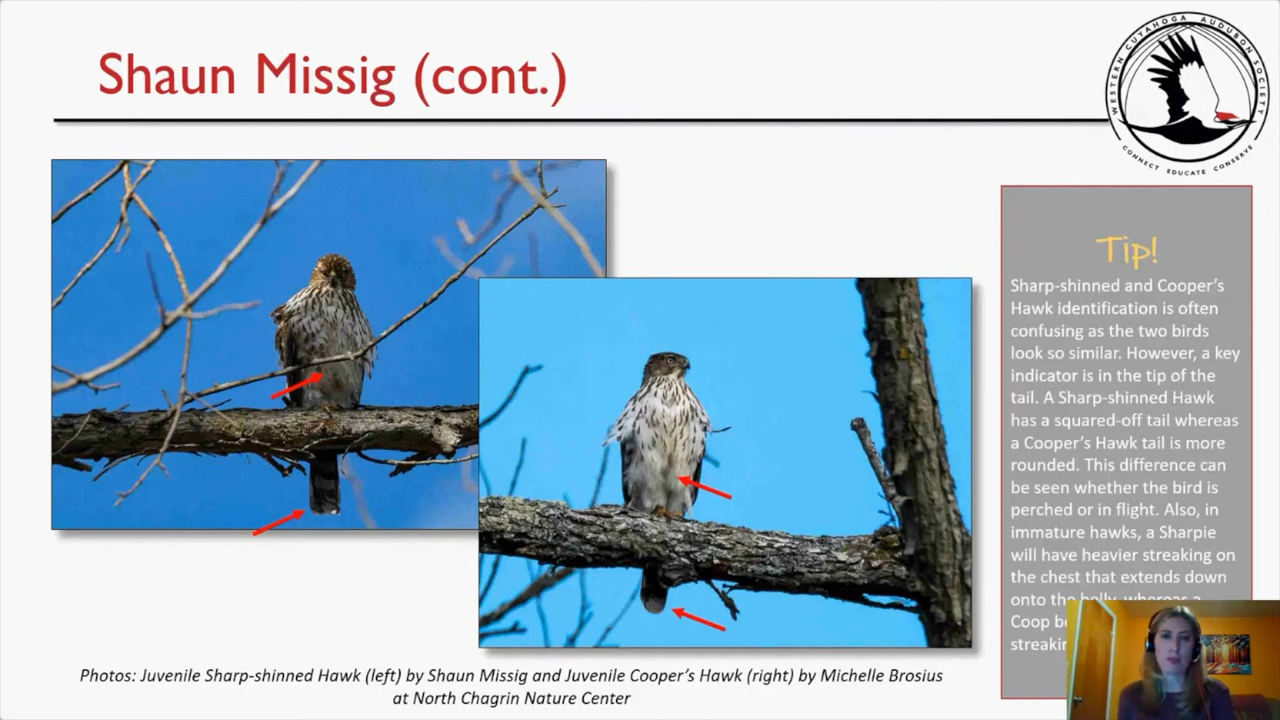 Shaun Missig (cont.)
WESTERN CUYAHOGA AUDUBON SOCIETY
CONNECT EDUCATE CONSERVE
Tip!
Sharp-shinned and Cooper's
Hawk identification is often
confusing as the two birds
look so similar. However, a key
indicator is in the tip of the
tail. A Sharp-shinned Hawk
has a squared-off tail whereas
a Cooper's Hawk tail is more
rounded. This difference can
be seen whether the bird is
perched or in flight. Also, in
immature hawks, a Sharpie
will have heavier streaking on
the chest that extends down
onto the belly, whereas a
Coop
Photos: Juvenile Sharp-shinned Hawk (left) by Shaun Missig and Juvenile Cooper's Hawk (right) by Michelle Brosius
at North Chagrin Nature Center